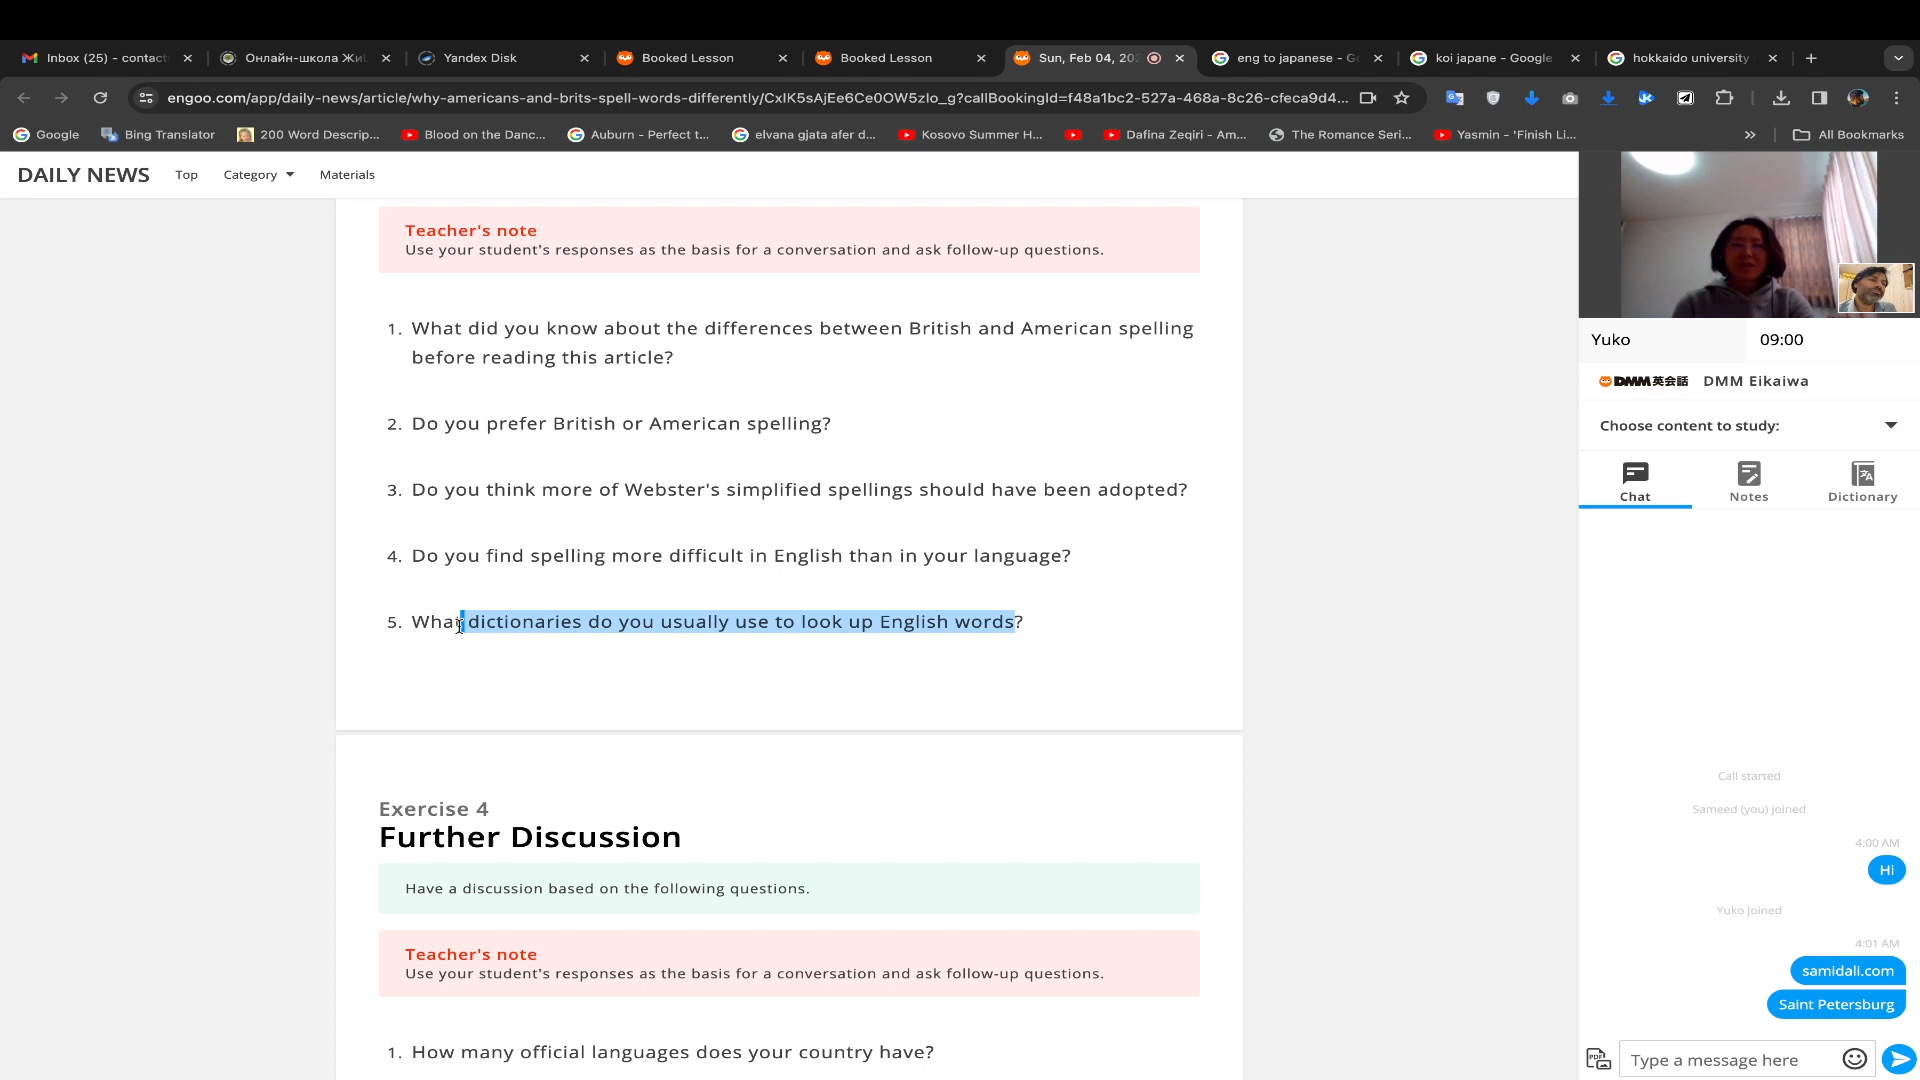 Inbox (25) - contact
Онлайн-школа Жи
Yandex Disk
Booked Lesson
Booked Lesson
Sun, Feb 04, 202
eng to japanese - Go
koi japane - Google
hokkaido university
engoo.com/app/daily-news/article/why-americans-and-brits-spell-words-differently/CxlK5sAjEe6Ce0OW5zlo_g?callBookingId=f48a1bc2-527a-468a-8c26-cfeca9d4...
Google
Bing Translator
200 Word Descrip...
Blood on the Danc...
Auburn - Perfect t...
elvana gjata afer d...
Kosovo Summer H...
Dafina Zeqiri - Am...
The Romance Seri...
Yasmin - 'Finish Li...
All Bookmarks
DAILY NEWS
Top
Category
Materials
Teacher's note
Use your student's responses as the basis for a conversation and ask follow-up questions.
1. What did you know about the differences between British and American spelling
before reading this article?
2. Do you prefer British or American spelling?
3. Do you think more of Webster's simplified spellings should have been adopted?
4. Do you find spelling more difficult in English than in your language?
5. What dictionaries do you usually use to look up English words?
Exercise 4
Further Discussion
Have a discussion based on the following questions.
Teacher's note
Use your student's responses as the basis for a conversation and ask follow-up questions.
1. How many official languages does your country have?
Yuko
09:00
DMM英会話 DMM Eikaiwa
Choose content to study:
Chat
Notes
Dictionary
Call started
Sameed (you) joined
4:00 AM
Hi
Yuko joined
4:01 AM
samidali.com
Saint Petersburg
PDF
Type a message here